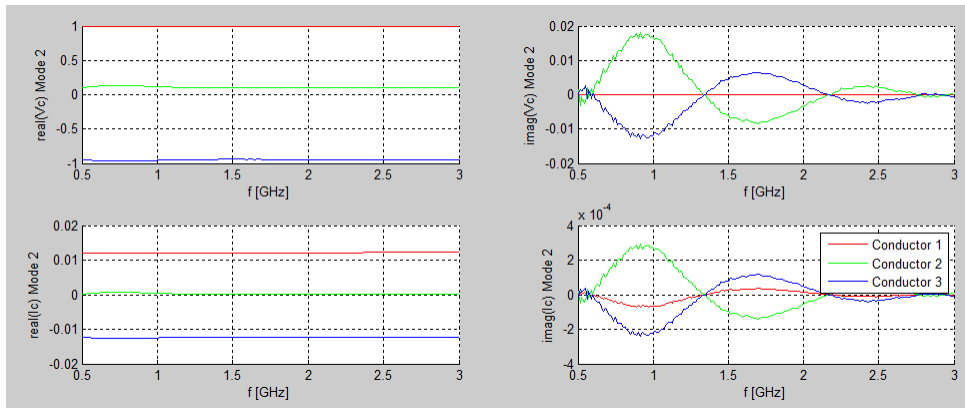 real(Vc) Mode 2
1
0.5
0
-0.5
-1
0.5 1 1.5 2 2.5 3
f [GHz]
imag(Vc) Mode 2
0.02
0.01
0
-0.01
-0.02
0.5 1 1.5 2 2.5 3
f [GHz]
real(Ic) Mode 2
0.02
0.01
0
-0.01
-0.02
0.5 1 1.5 2 2.5 3
f [GHz]
imag(Ic) Mode 2
x 10^-4
4
2
0
-2
-4
0.5 1 1.5 2 2.5 3
f [GHz]
Conductor 1
Conductor 2
Conductor 3